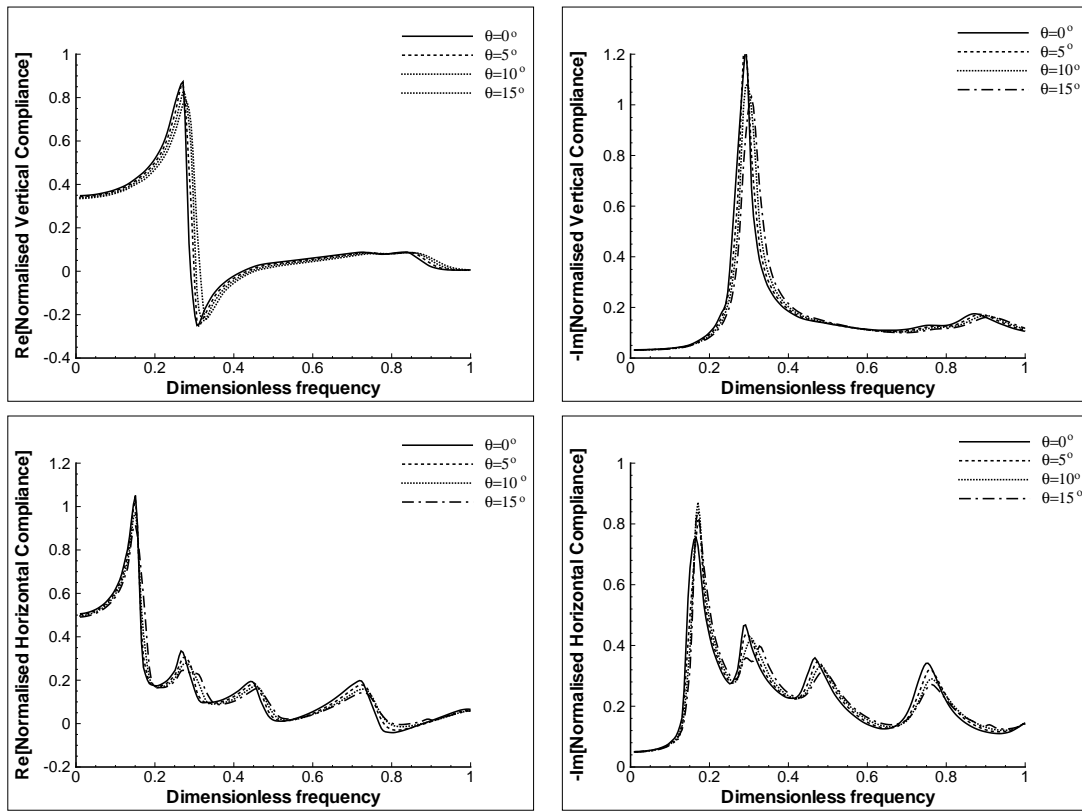 θ=0°
θ=5°
θ=10°
θ=15°
Re[Normalised Vertical Compliance]
1
0.8
0.6
0.4
0.2
0
-0.2
-0.4
0 0.2 0.4 0.6 0.8 1
Dimensionless frequency
θ=0°
θ=5°
θ=10°
θ=15°
-Im[Normalised Vertical Compliance]
1.2
1
0.8
0.6
0.4
0.2
0
0 0.2 0.4 0.6 0.8 1
Dimensionless frequency
θ=0°
θ=5°
θ=10°
θ=15°
Re[Normalised Horizontal Compliance]
1.2
1
0.8
0.6
0.4
0.2
0
-0.2
0 0.2 0.4 0.6 0.8 1
Dimensionless frequency
θ=0°
θ=5°
θ=10°
θ=15°
-Im[Normalised Horizontal Compliance]
1
0.8
0.6
0.4
0.2
0
0 0.2 0.4 0.6 0.8 1
Dimensionless frequency